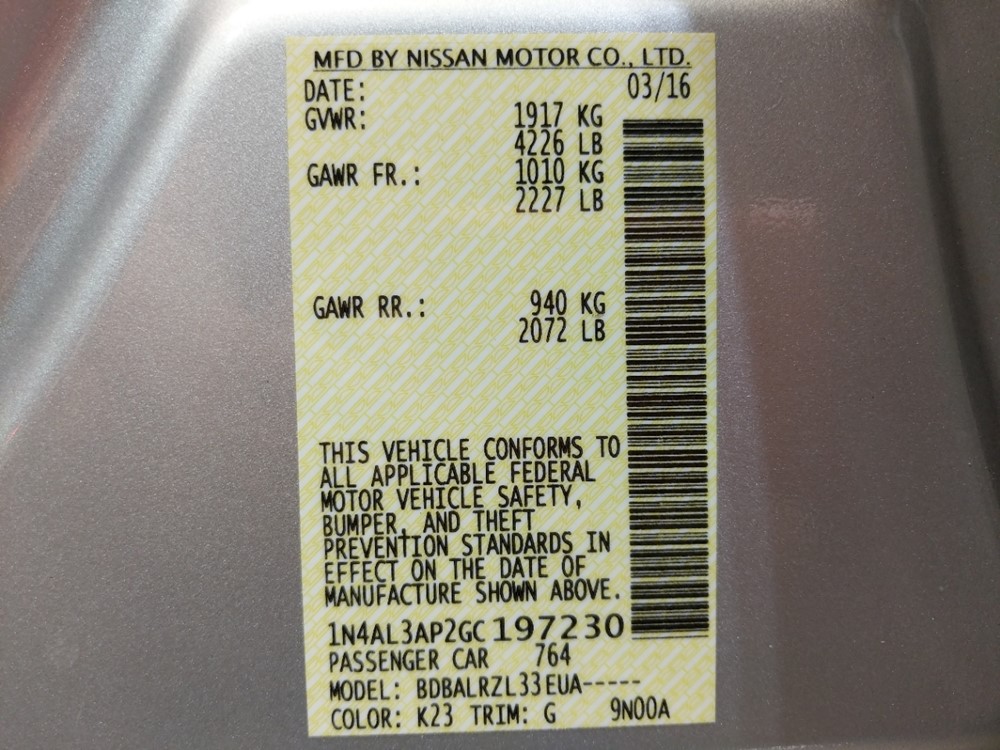 MFD BY NISSAN MOTOR CO., LTD.
DATE: 03/16
GVWR: 1917 KG
4226 LB
GAWR FR.: 1010 KG
2227 LB
GAWR RR.: 940 KG
2072 LB
THIS VEHICLE CONFORMS TO
ALL APPLICABLE FEDERAL
MOTOR VEHICLE SAFETY,
BUMPER, AND THEFT
PREVENTION STANDARDS IN
EFFECT ON THE DATE OF
MANUFACTURE SHOWN ABOVE.
1N4AL3AP2GC197230
PASSENGER CAR 764
MODEL: BDBALRZL33EUA-----
COLOR: K23 TRIM: G 9N00A